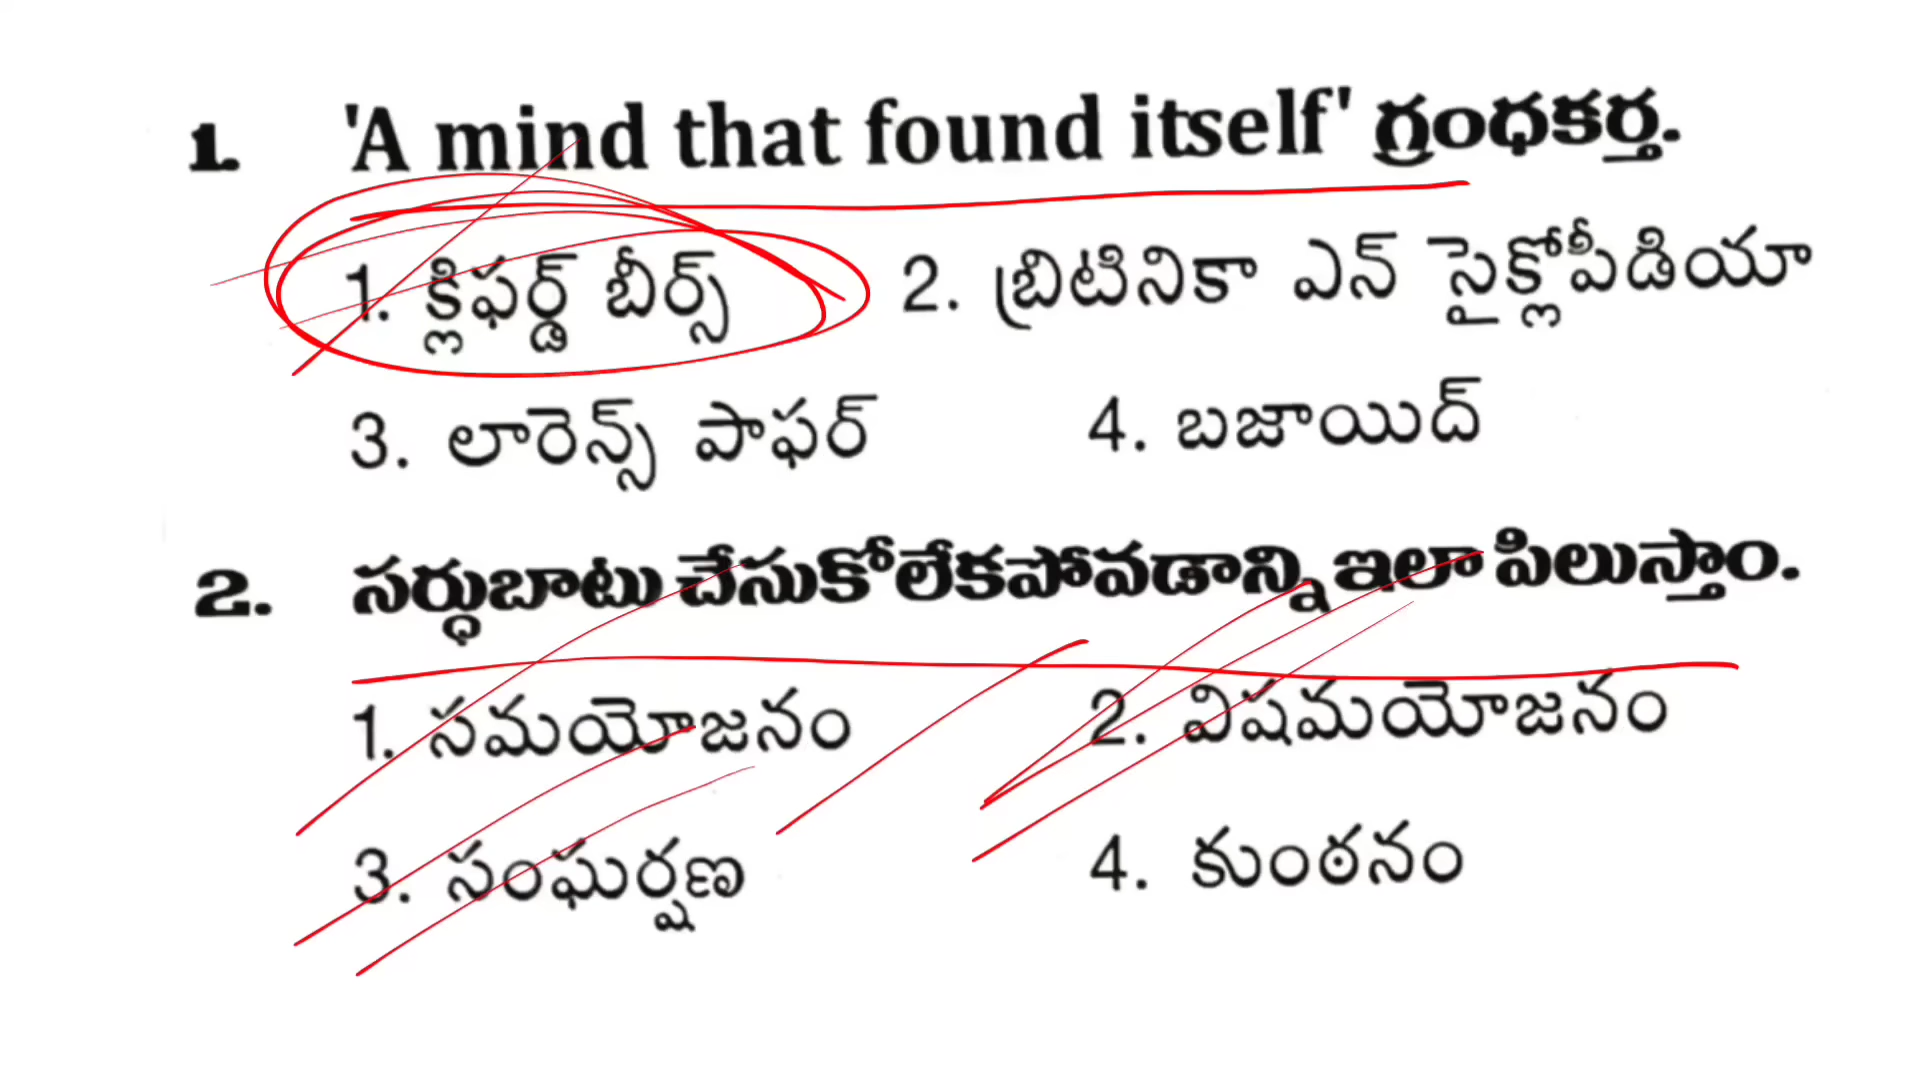 1. 'A mind that found itself' గ్రంథకర్త.
1. క్లిఫర్డ్ బీర్స్ 2. బ్రిటినికా ఎన్ సైక్లోపీడియా
3. లారెన్స్ పాఫర్ 4. బజాయిద్
2. సర్దుబాటు చేసుకోలేకపోవడాన్ని ఇలా పిలుస్తాం.
1. సమయోజనం 2. విషమయోజనం
3. సంఘర్షణ 4. కుంఠనం